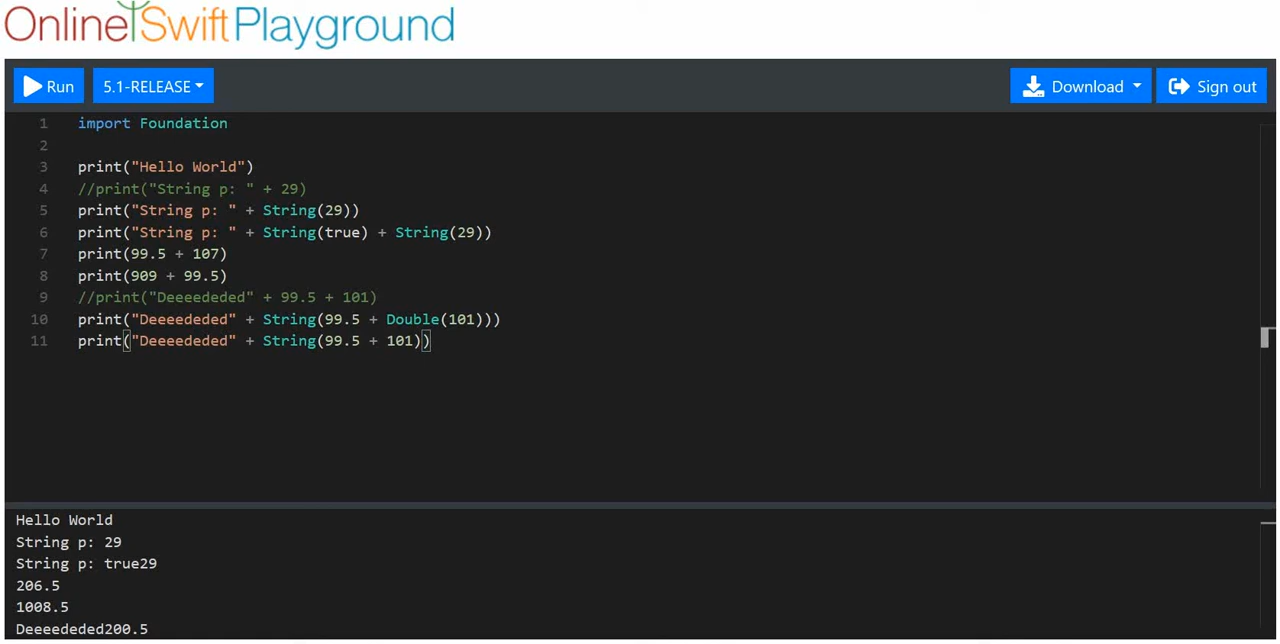 OnlineSwiftPlayground
Run 5.1-RELEASE Download Sign out
1 import Foundation
2
3 print("Hello World")
4 //print("String p: " + 29)
5 print("String p: " + String(29))
6 print("String p: " + String(true) + String(29))
7 print(99.5 + 107)
8 print(909 + 99.5)
9 //print("Deeeededed" + 99.5 + 101)
10 print("Deeeededed" + String(99.5 + Double(101)))
11 print("Deeeededed" + String(99.5 + 101))
Hello World
String p: 29
String p: true29
206.5
1008.5
Deeeededed200.5